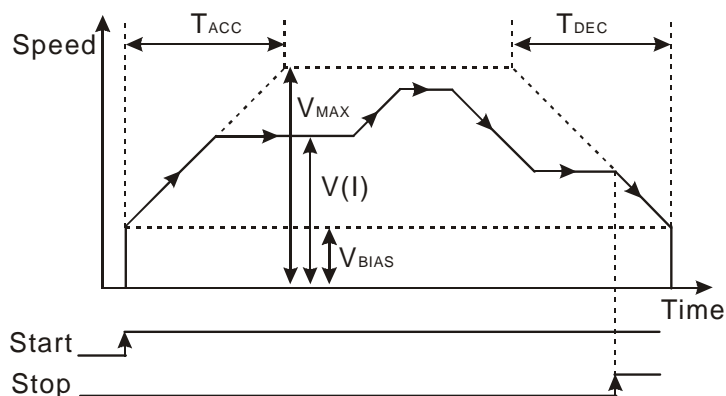 Speed
TACC
TDEC
VMAX
V(I)
VBIAS
Time
Start
Stop